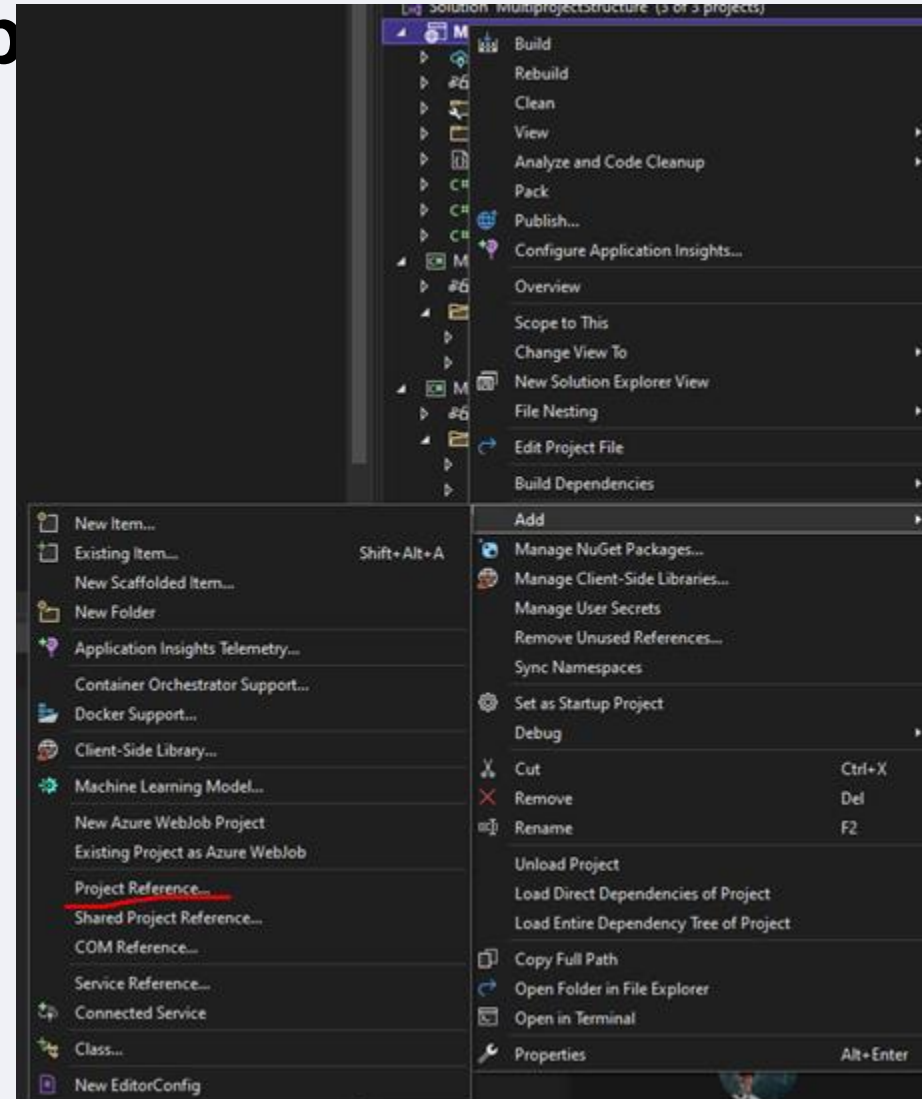 Solution 'MultiprojectStructure' (3 of 3 projects)
M
Build
Rebuild
Clean
View
Analyze and Code Cleanup
Pack
C#
Publish...
C#
Configure Application Insights...
C#
M
Overview
Scope to This
Change View To
M
New Solution Explorer View
File Nesting
Edit Project File
Build Dependencies
Add
Manage NuGet Packages...
Manage Client-Side Libraries...
Manage User Secrets
Remove Unused References...
Sync Namespaces
Set as Startup Project
Debug
Cut Ctrl+X
Remove Del
Rename F2
Unload Project
Load Direct Dependencies of Project
Load Entire Dependency Tree of Project
Copy Full Path
Open Folder in File Explorer
Open in Terminal
Properties Alt+Enter
New Item...
Existing Item... Shift+Alt+A
New Scaffolded Item...
New Folder
Application Insights Telemetry...
Container Orchestrator Support...
Docker Support...
Client-Side Library...
Machine Learning Model...
New Azure WebJob Project
Existing Project as Azure WebJob
Project Reference...
Shared Project Reference...
COM Reference...
Service Reference...
Connected Service
Class...
New EditorConfig